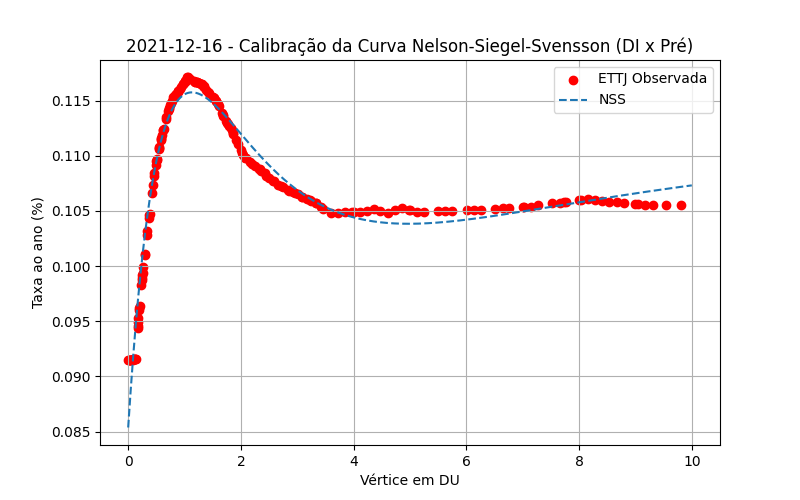 2021-12-16 - Calibração da Curva Nelson-Siegel-Svensson (DI x Pré)
ETTJ Observada
NSS
Taxa ao ano (%)
0.115
0.110
0.105
0.100
0.095
0.090
0.085
0 2 4 6 8 10
Vértice em DU